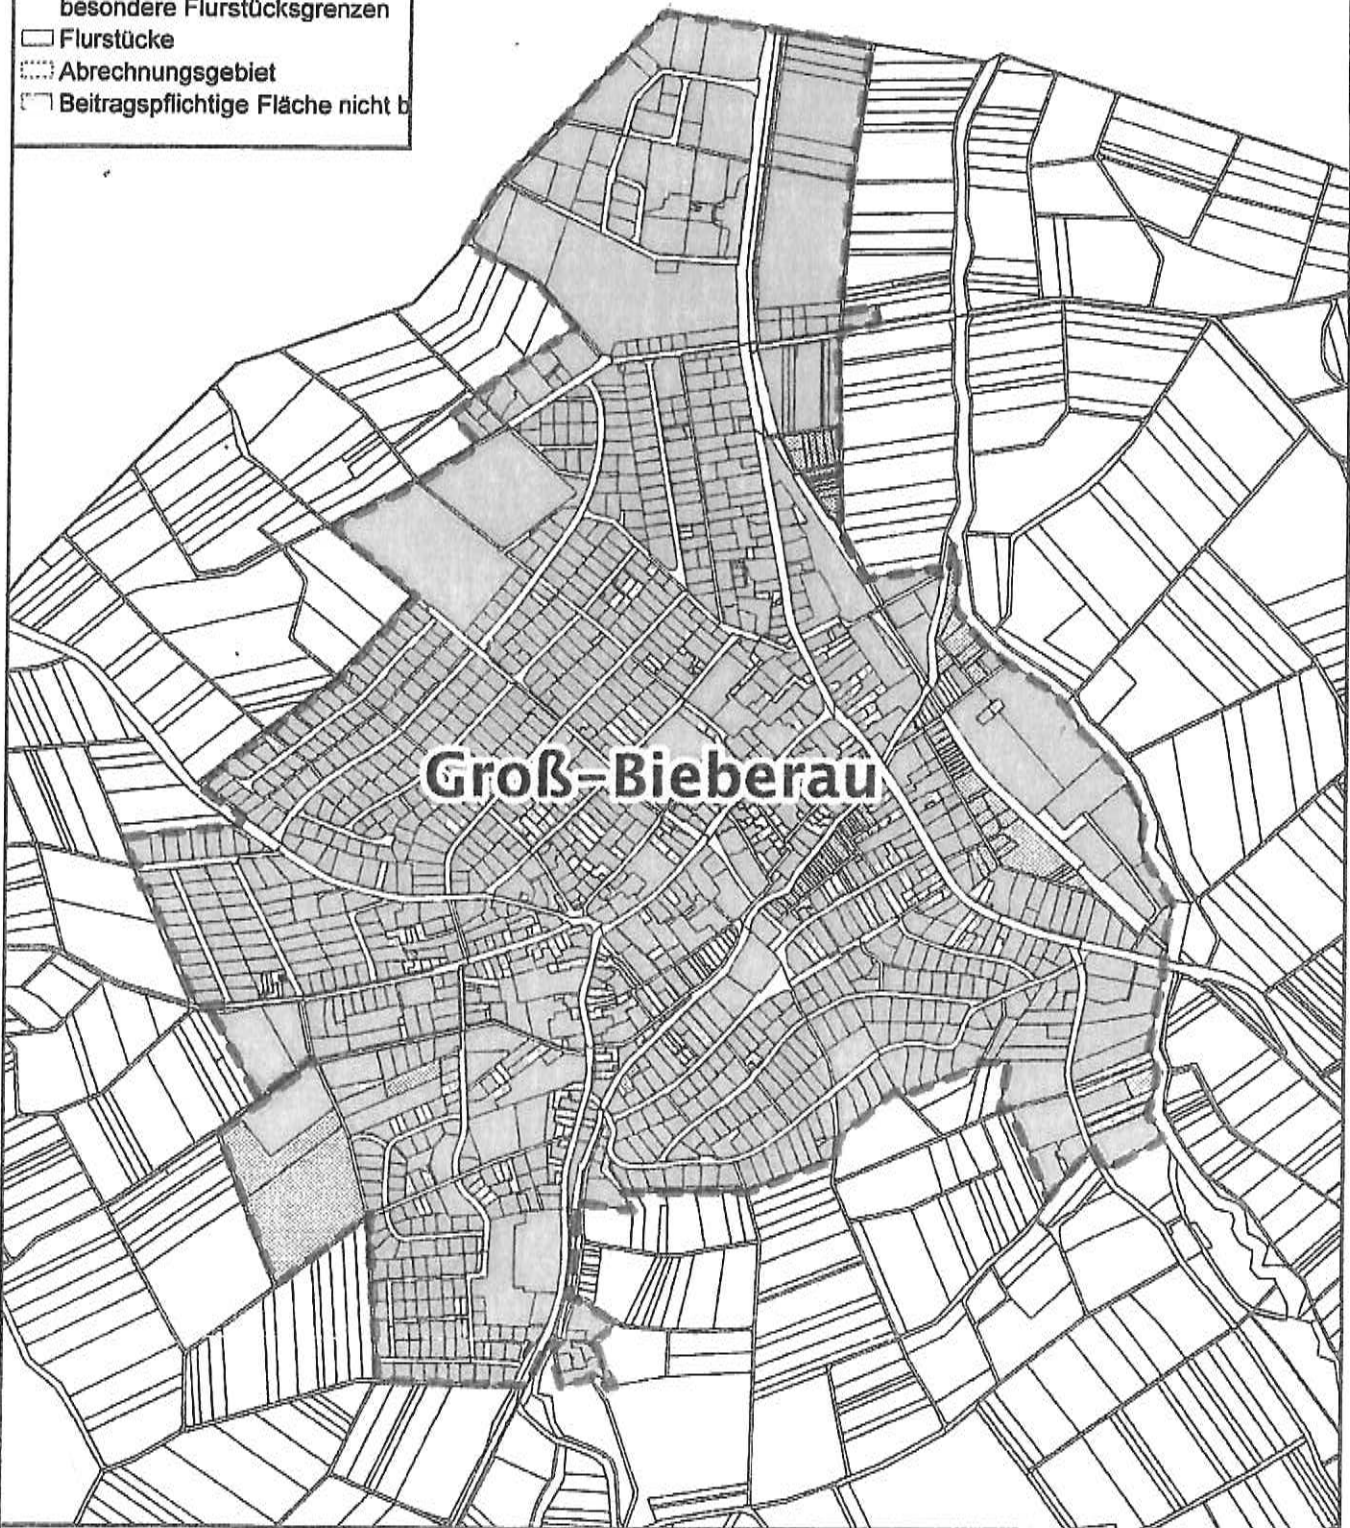 besondere Flurstücksgrenzen
Flurstücke
Abrechnungsgebiet
Beitragspflichtige Fläche nicht b
Groß-Bieberau